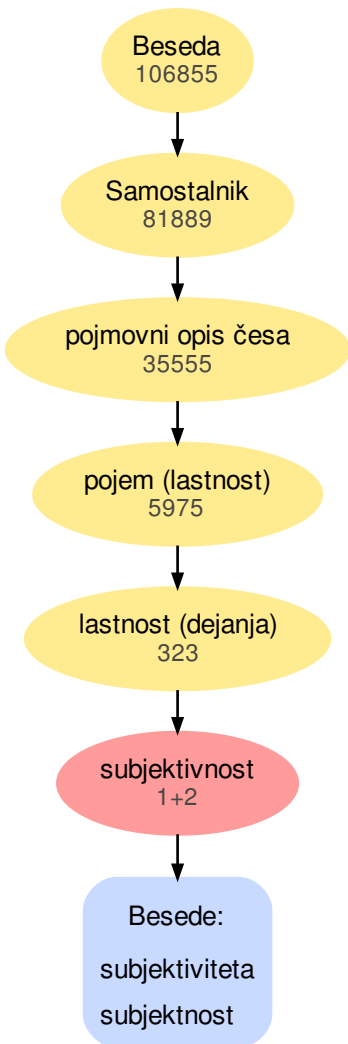 Beseda
106855
Samostalnik
81889
pojmovni opis česa
35555
pojem (lastnost)
5975
lastnost (dejanja)
323
subjektivnost
1+2
Besede:
subjektiviteta
subjektnost